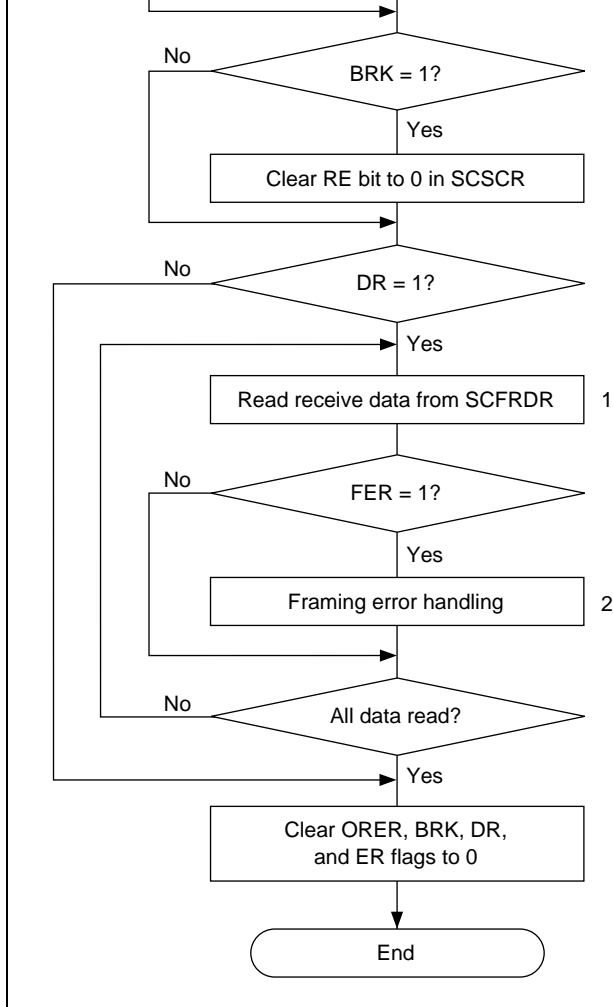 No
BRK = 1?
Yes
Clear RE bit to 0 in SCSCR
No
DR = 1?
Yes
Read receive data from SCFRDR
1
No
FER = 1?
Yes
Framing error handling
2
No
All data read?
Yes
Clear ORER, BRK, DR,
and ER flags to 0
End